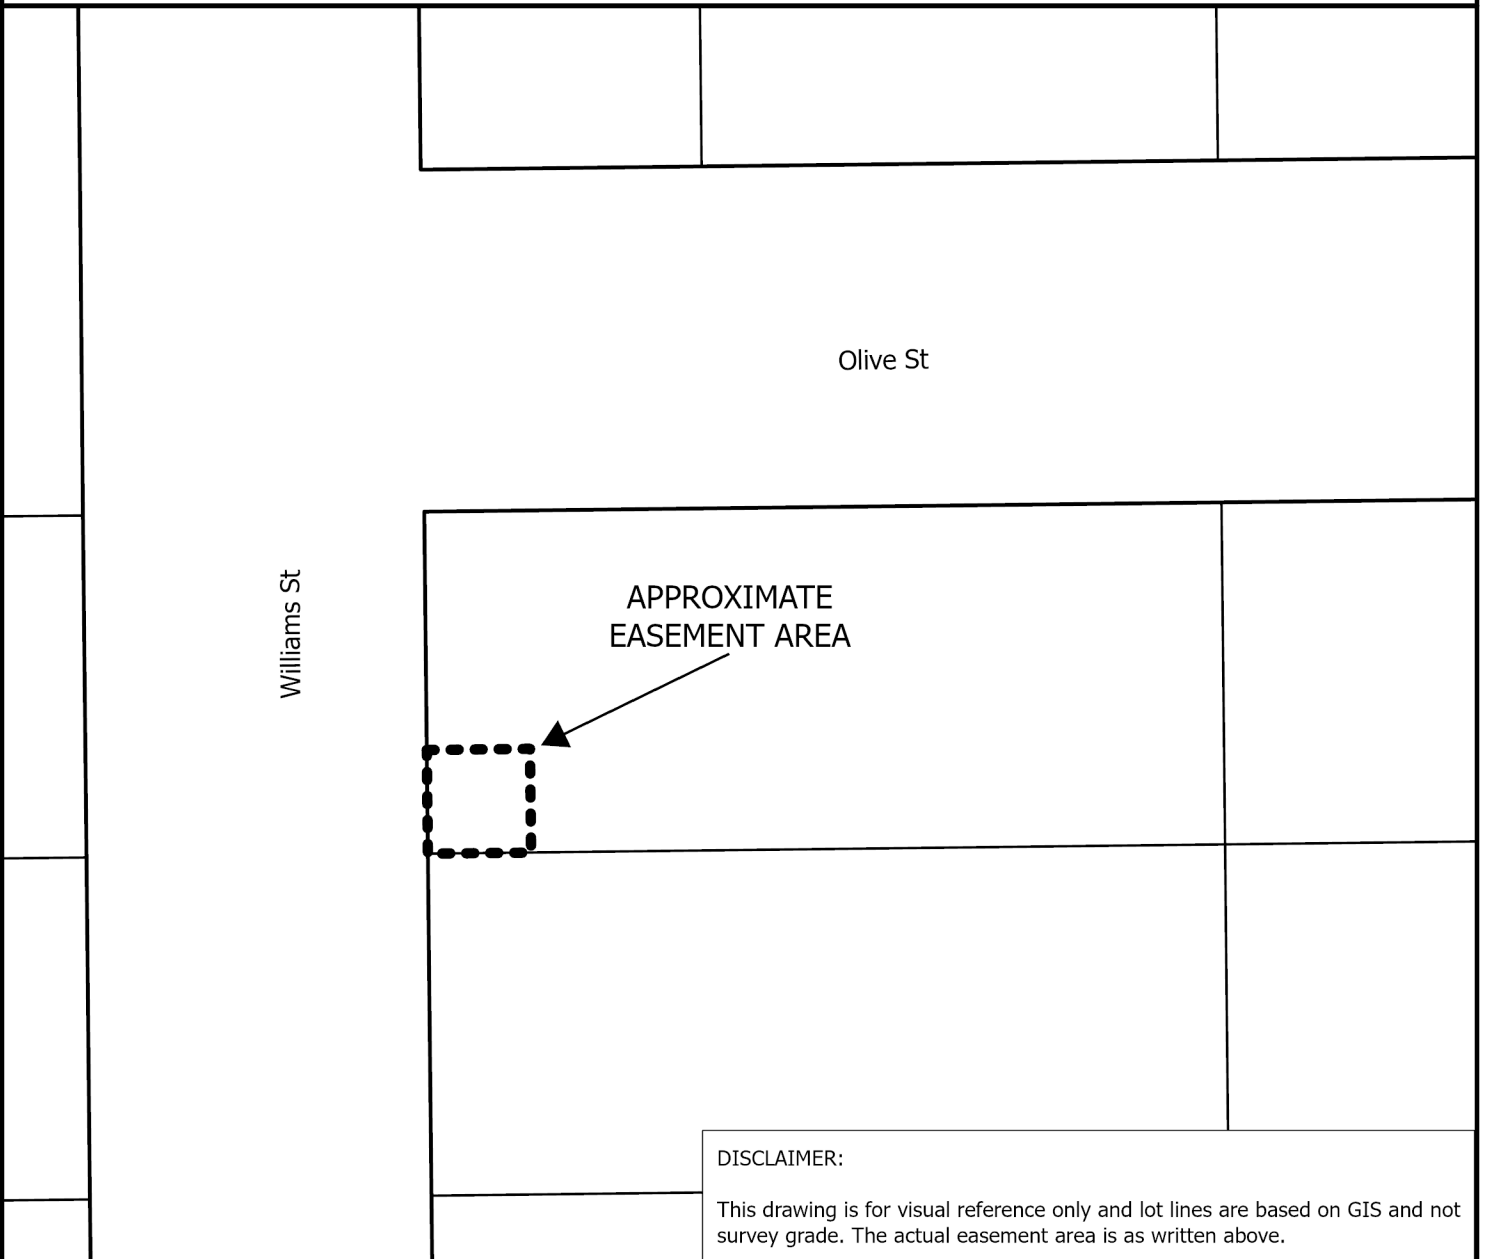 Olive St
Williams St
APPROXIMATE
EASEMENT AREA
DISCLAIMER:
This drawing is for visual reference only and lot lines are based on GIS and not
survey grade. The actual easement area is as written above.